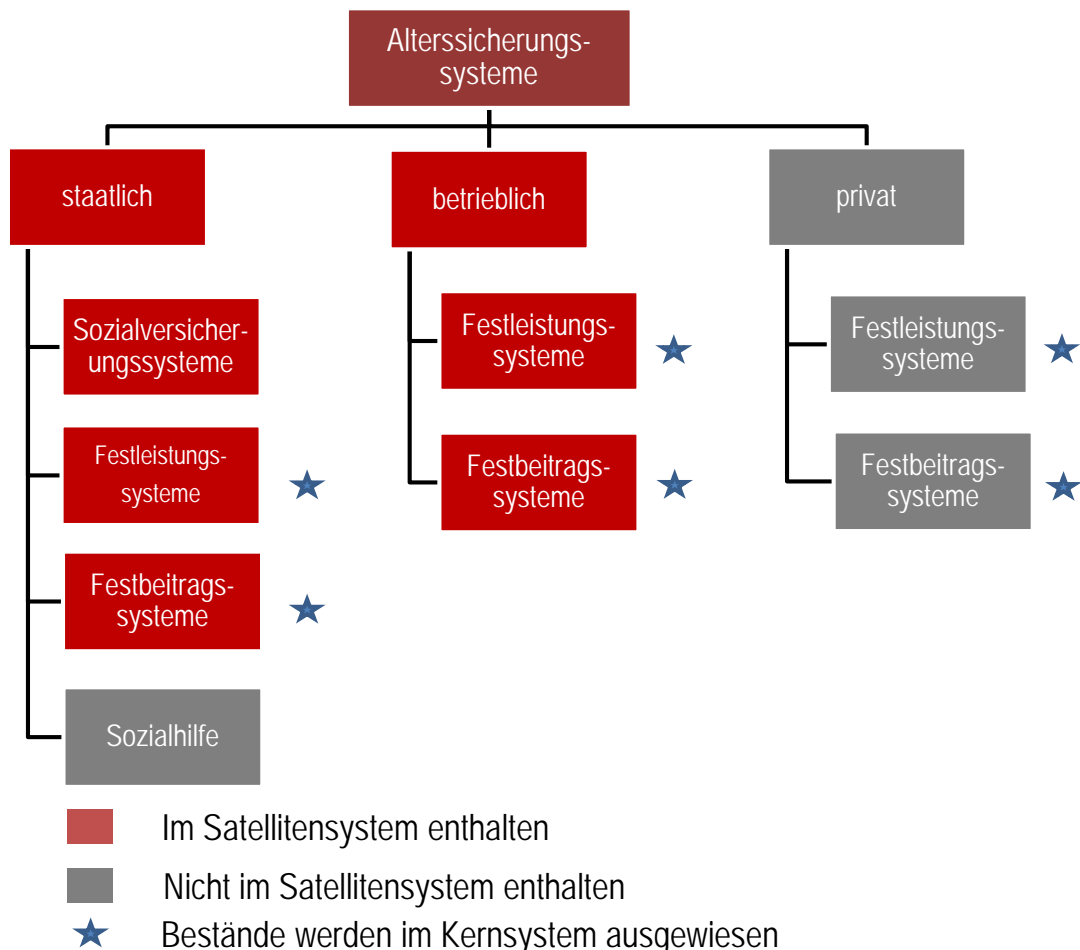 Alterssicherungs-
systeme
staatlich
betrieblich
privat
Sozialversicher-
ungssysteme
Festleistungs-
systeme
Festbeitrags-
systeme
Sozialhilfe
Festleistungs-
systeme
Festbeitrags-
systeme
Festleistungs-
systeme
Festbeitrags-
systeme
Im Satellitensystem enthalten
Nicht im Satellitensystem enthalten
Bestände werden im Kernsystem ausgewiesen